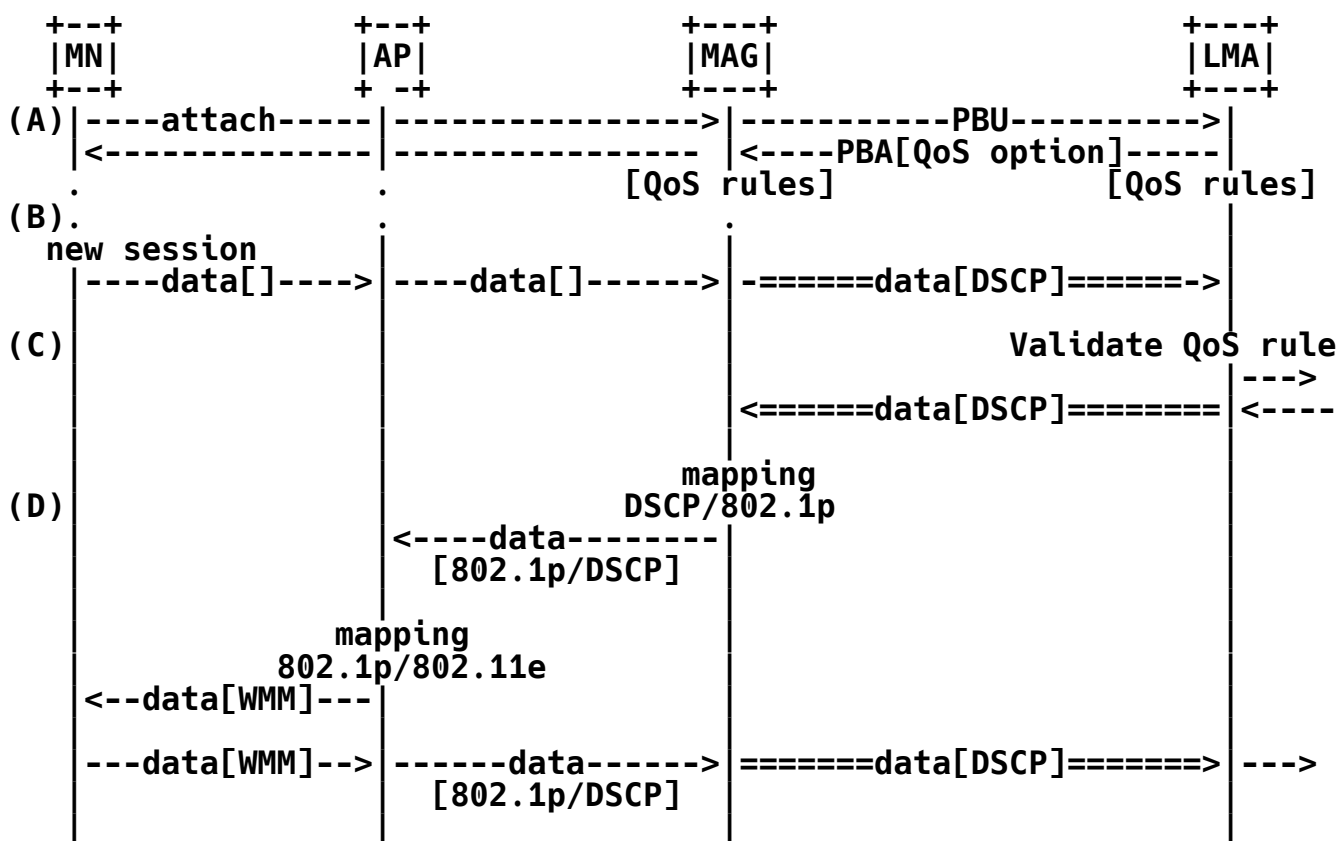 +--+            +--+             +---+                     +---+
  |MN|            |AP|             |MAG|                     |LMA|
  +--+            + -+             +---+                     +---+
(A)|----attach-----|---------------->|-----------PBU---------->|
   |<--------------|---------------- |<----PBA[QoS option]-----|
   .               .            [QoS rules]              [QoS rules]
(B).               .                 .                         |
  new session      |                 |                         |
   |----data[]---->|----data[]------>|-======data[DSCP]======->|
   |               |                 |                         |
(C)|               |                 |              Validate QoS rule
   |               |                 |                         |--->
   |               |                 |<======data[DSCP]========|<----
   |               |                 |                         |
   |               |               mapping                     |
(D)|               |            DSCP/802.1p                    |
   |               |<----data--------|                         |
   |               |  [802.1p/DSCP]  |                         |
   |               |                 |                         |
   |             mapping             |                         |
   |          802.1p/802.11e         |                         |
   |<--data[WMM]---|                 |                         |
   |               |                 |                         |
   |---data[WMM]-->|------data------>|=======data[DSCP]=======>|--->
   |               |  [802.1p/DSCP]  |                         |
   |               |                 |                         |